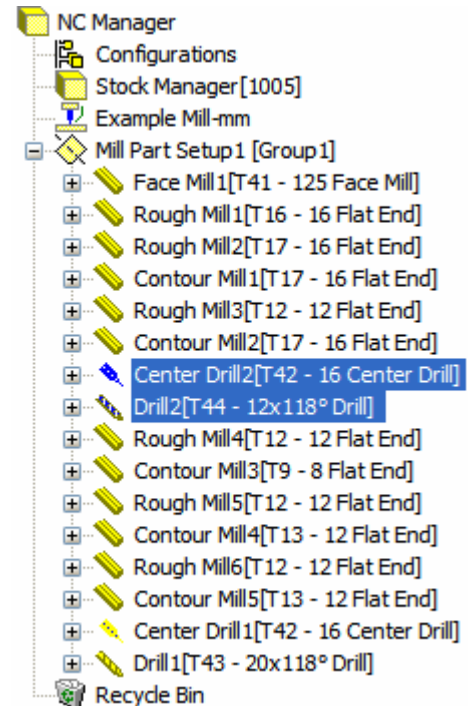 NC Manager
Configurations
Stock Manager[1005]
Example Mill-mm
Mill Part Setup1 [Group1]
Face Mill1[T41 - 125 Face Mill]
Rough Mill1[T16 - 16 Flat End]
Rough Mill2[T17 - 16 Flat End]
Contour Mill1[T17 - 16 Flat End]
Rough Mill3[T12 - 12 Flat End]
Contour Mill2[T17 - 16 Flat End]
Center Drill2[T42 - 16 Center Drill]
Drill2[T44 - 12x118° Drill]
Rough Mill4[T12 - 12 Flat End]
Contour Mill3[T9 - 8 Flat End]
Rough Mill5[T12 - 12 Flat End]
Contour Mill4[T13 - 12 Flat End]
Rough Mill6[T12 - 12 Flat End]
Contour Mill5[T13 - 12 Flat End]
Center Drill1[T42 - 16 Center Drill]
Drill1[T43 - 20x118° Drill]
Recycle Bin